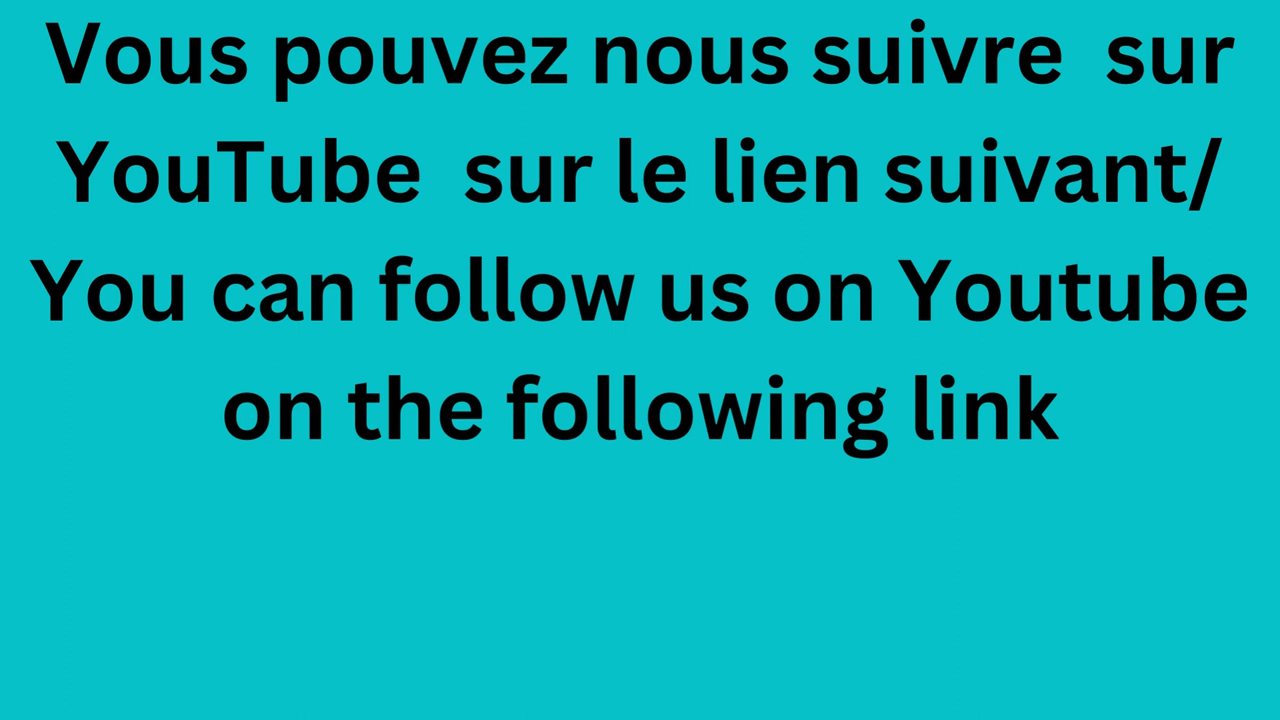 Vous pouvez nous suivre  sur
YouTube  sur le lien suivant/
You can follow us on Youtube
on the following link